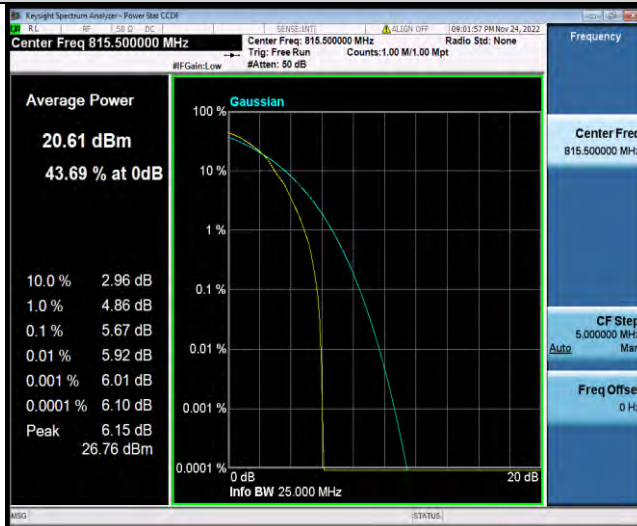 Keysight Spectrum Analyzer - Power Stat CCDF
RL RF 50 Ω DC SENSE:INT ALIGN OFF 09:01:57 PM Nov 24, 2022
Center Freq 815.500000 MHz
Center Freq: 815.500000 MHz Radio Std: None
Trig: Free Run Counts:1.00 M/1.00 Mpt
#IFGain:Low #Atten: 50 dB
Frequency
Average Power
20.61 dBm
43.69 % at 0dB
10.0 % 2.96 dB
1.0 % 4.86 dB
0.1 % 5.67 dB
0.01 % 5.92 dB
0.001 % 6.01 dB
0.0001 % 6.10 dB
Peak 6.15 dB
26.76 dBm
Gaussian
100 %
10 %
1 %
0.1 %
0.01 %
0.001 %
0.0001 %
0 dB 20 dB
Info BW 25.000 MHz
Center Freq
815.500000 MHz
CF Step
5.000000 MHz
Auto Man
Freq Offse
0 Hz
MSG STATUS